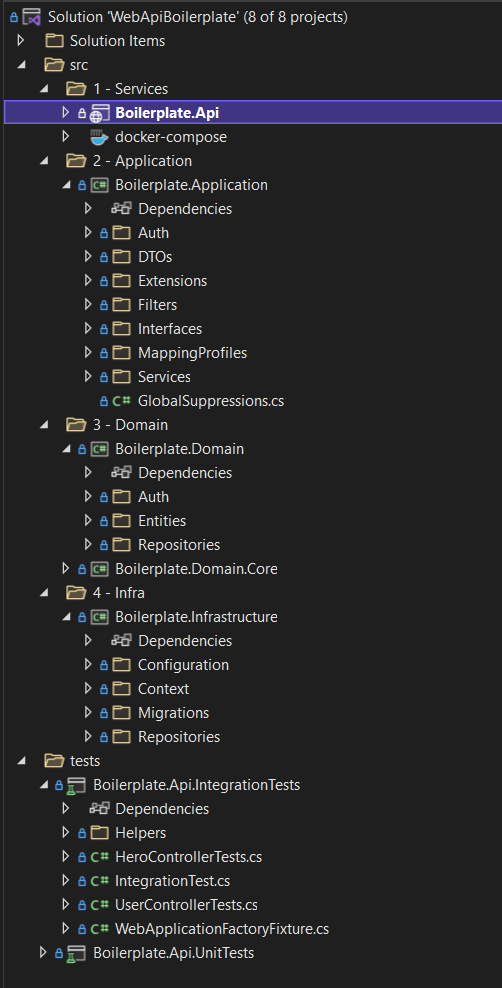 Solution 'WebApiBoilerplate' (8 of 8 projects)
Solution Items
src
1 - Services
Boilerplate.Api
docker-compose
2 - Application
C# Boilerplate.Application
Dependencies
Auth
DTOs
Extensions
Filters
Interfaces
MappingProfiles
Services
C# GlobalSuppressions.cs
3 - Domain
C# Boilerplate.Domain
Dependencies
Auth
Entities
Repositories
C# Boilerplate.Domain.Core
4 - Infra
C# Boilerplate.Infrastructure
Dependencies
Configuration
Context
Migrations
Repositories
tests
Boilerplate.Api.IntegrationTests
Dependencies
Helpers
C# HeroControllerTests.cs
C# IntegrationTest.cs
C# UserControllerTests.cs
C# WebApplicationFactoryFixture.cs
Boilerplate.Api.UnitTests